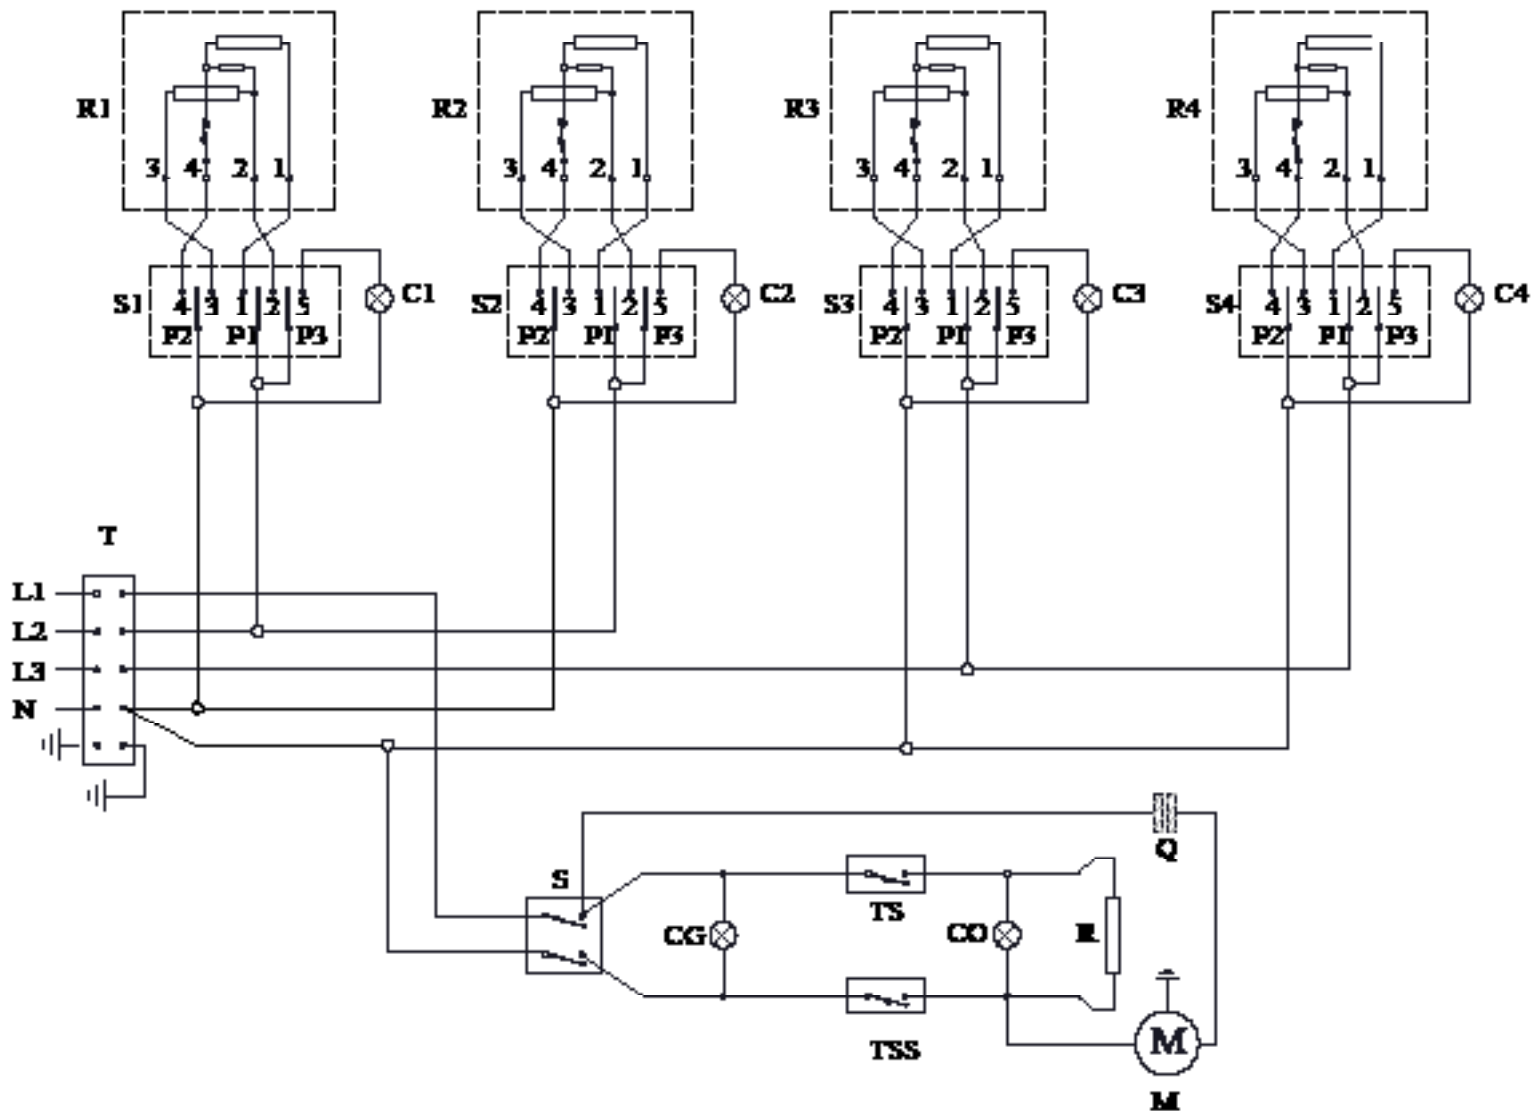 R1 R2 R3 R4
3 4 2 1 3 4 2 1 3 4 2 1 3 4 2 1
S1 4 3 1 2 5 C1 S2 4 3 1 2 5 C2 S3 4 3 1 2 5 C3 S4 4 3 1 2 5 C4
P2 P1 P3 P2 P1 P3 P2 P1 P3 P2 P1 P3
T
L1
L2
L3
N
Q
S
TS
CG CO R
M
TSS
M